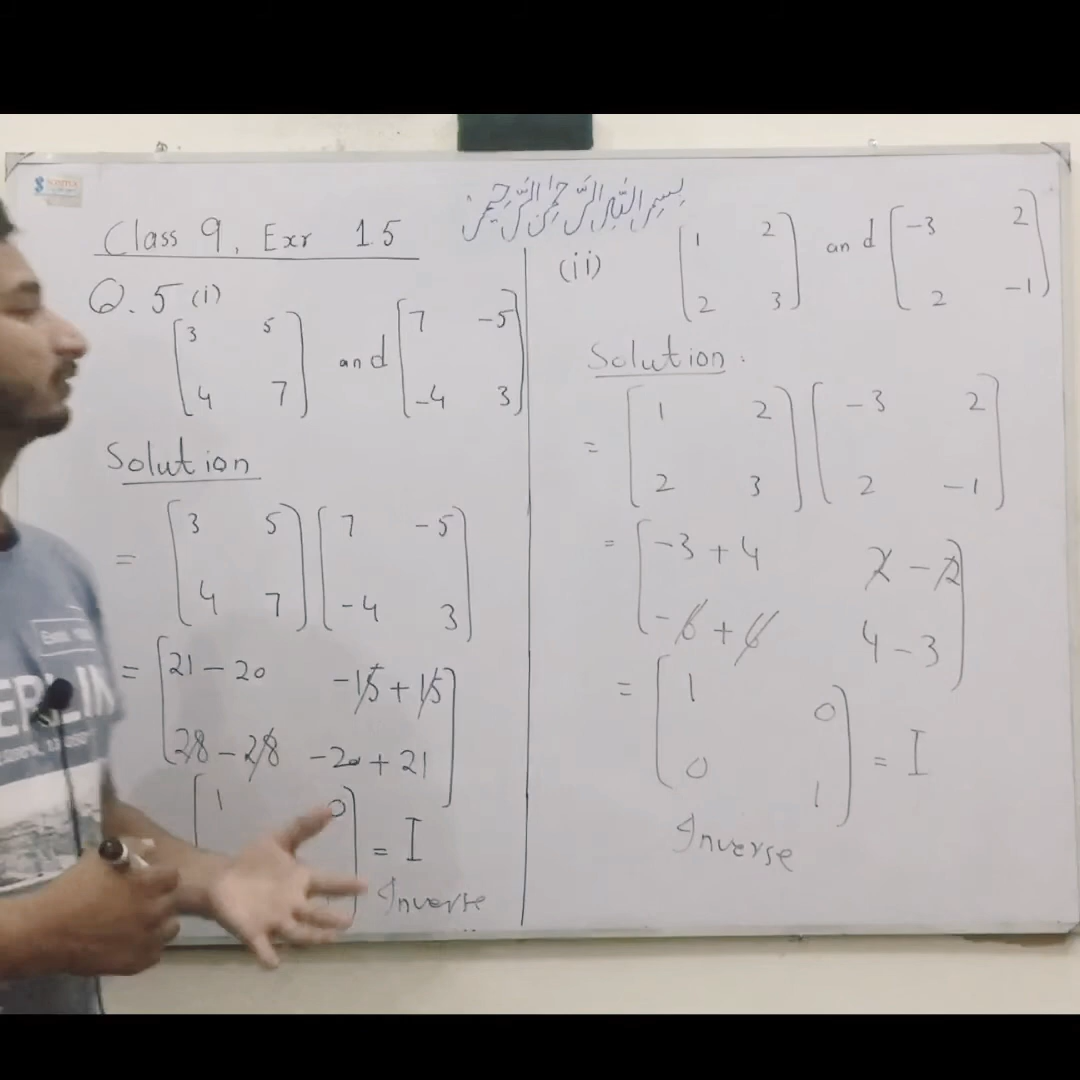 بسم اللہ الرحمن الرحیم
Class 9, Exr 1.5
Q. 5 (i)
[3 5
4 7] and [7 -5
-4 3]
Solution
= [3 5
4 7] [7 -5
-4 3]
= [21 - 20 -15 + 15
28 - 28 -20 + 21]
[1 0
] = I
Inverse
(ii) [1 2
2 3] and [-3 2
2 -1]
Solution :
= [1 2
2 3] [-3 2
2 -1]
= [-3 + 4 2 - 2
-6 + 6 4 - 3]
= [1 0
0 1] = I
Inverse